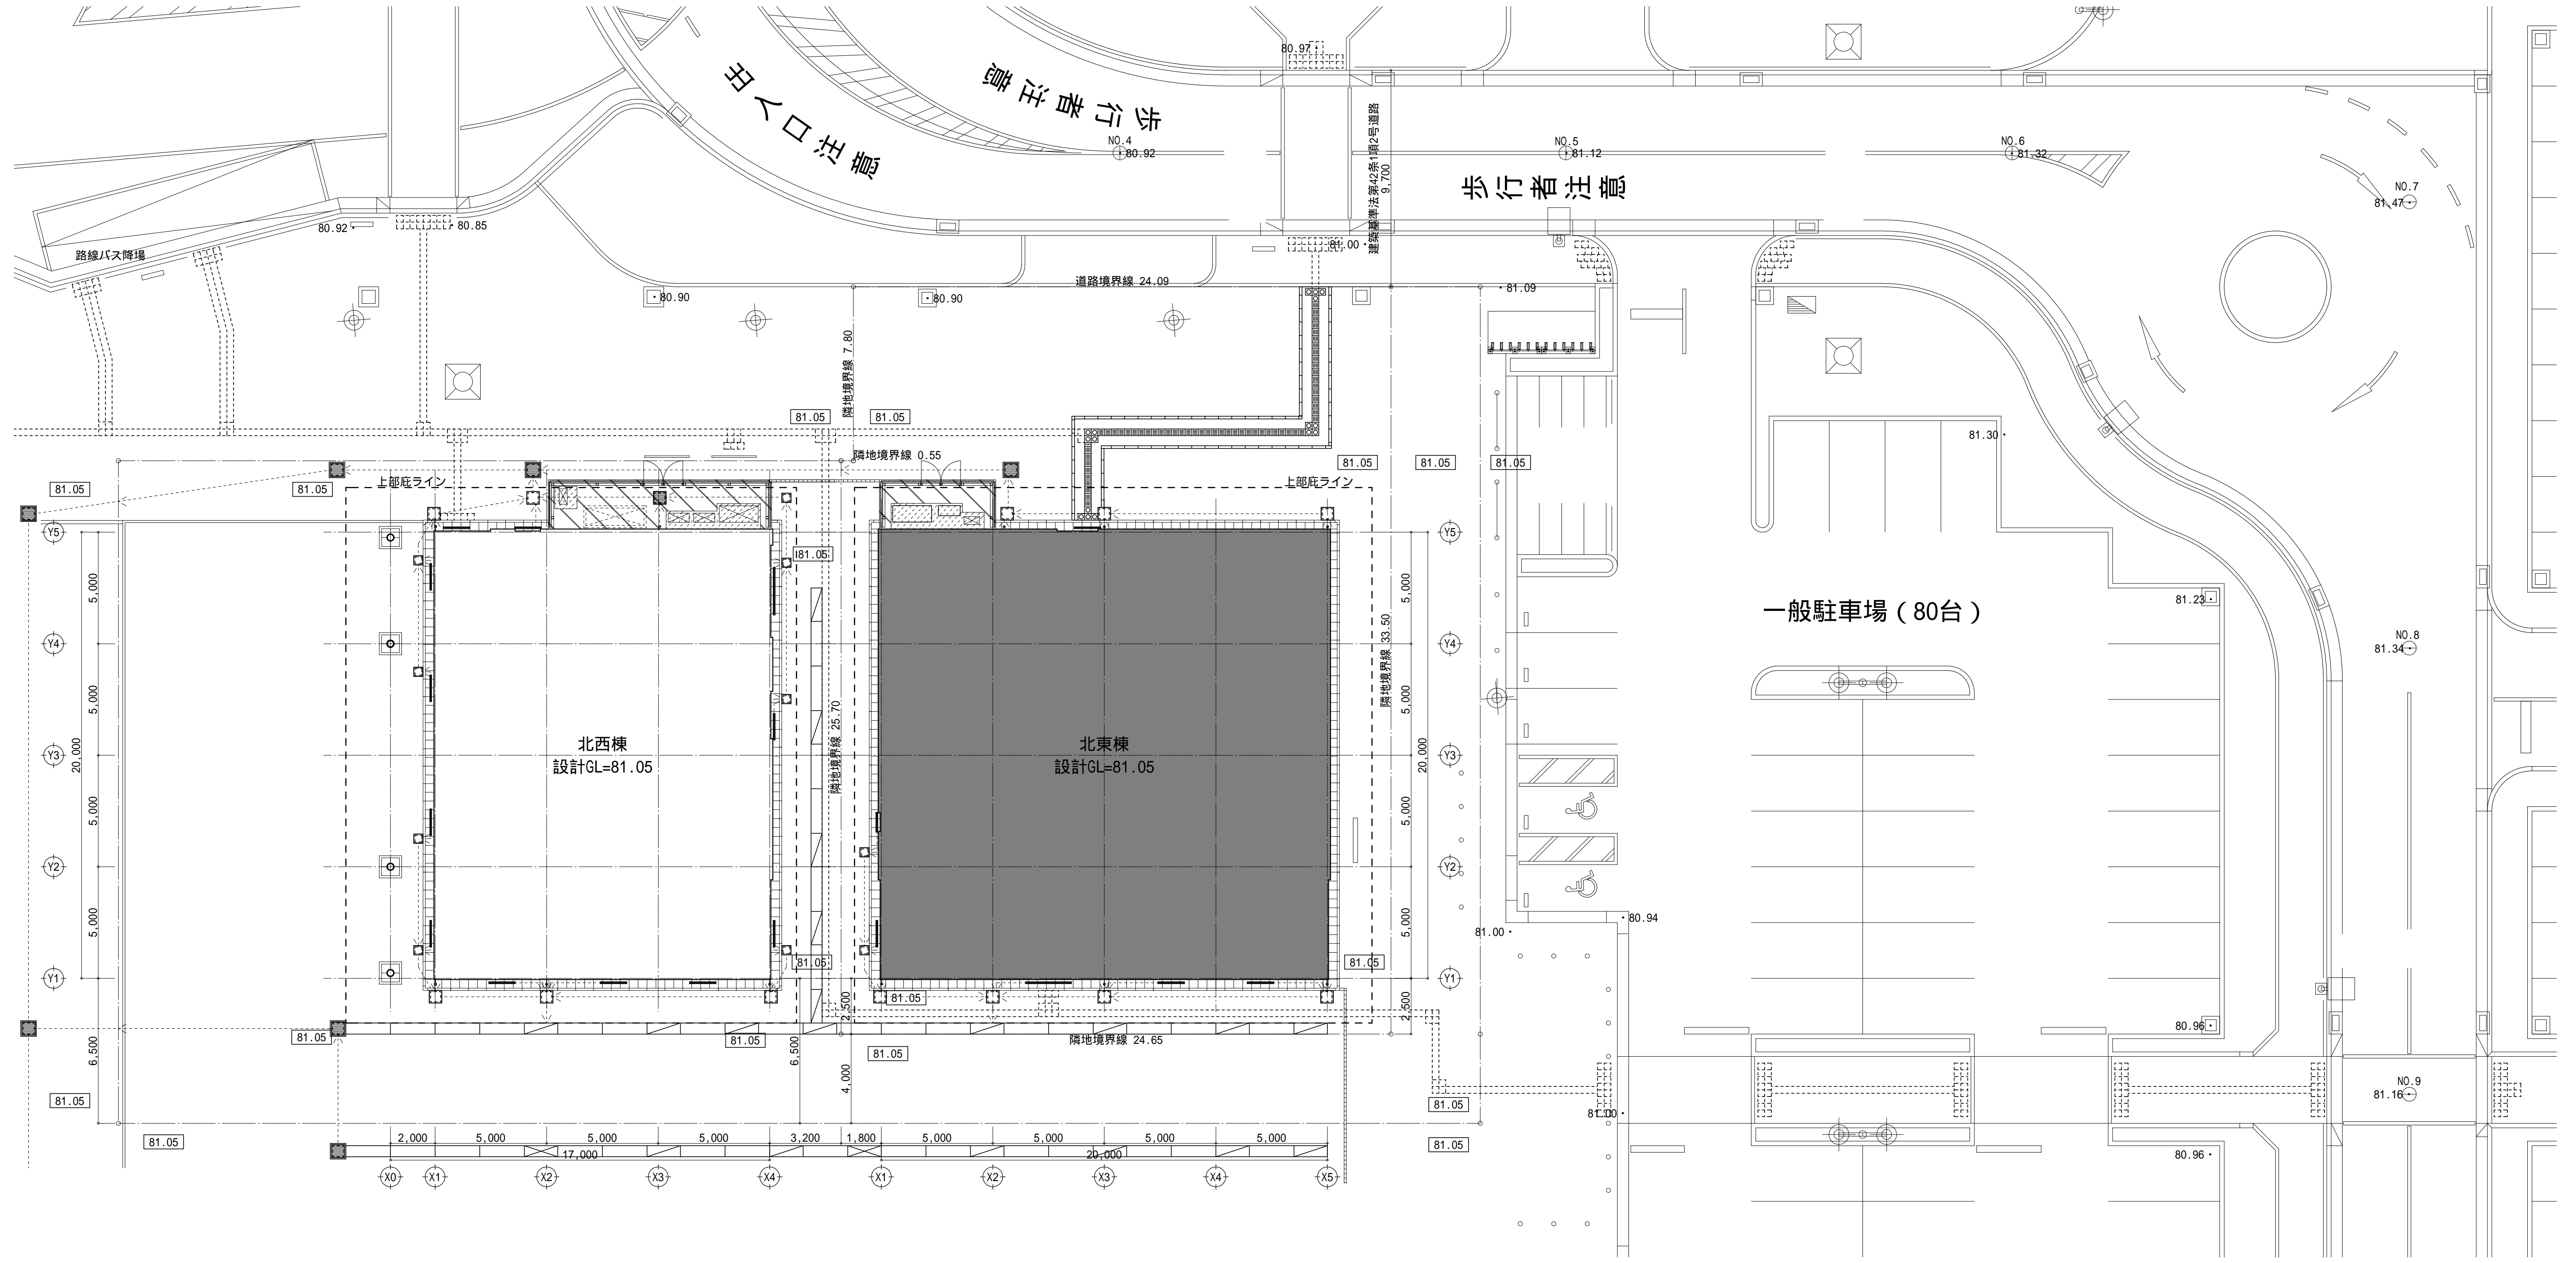 出入口注意
歩行者注意
歩行者注意
80.97
NO.4
80.92
NO.5
81.12
NO.6
81.32
NO.7
81.47
建築基準法第42条1項2号道路
9,700
80.92
80.85
路線バス降場
81.00
道路境界線 24.09
80.90
80.90
81.09
隣地境界線 7.80
81.05
81.05
81.30
隣地境界線 0.55
81.05
81.05
81.05
81.05
81.05
上部庇ライン
上部庇ライン
Y5
Y5
81.05
5,000
5,000
81.23
一般駐車場(80台)
Y4
Y4
隣地境界線 33.50
NO.8
81.34
5,000
5,000
隣地境界線 25.70
北西棟
設計GL=81.05
北東棟
設計GL=81.05
Y3
Y3
20,000
20,000
5,000
5,000
Y2
Y2
5,000
5,000
80.94
81.00
81.05
81.05
Y1
Y1
81.05
2,500
2,500
80.96
81.05
81.05
隣地境界線 24.65
81.05
6,500
6,500
4,000
NO.9
81.16
81.05
81.05
81.00
81.05
81.05
2,000
5,000
5,000
5,000
3,200
1,800
5,000
5,000
5,000
5,000
17,000
20,000
80.96
X0
X1
X2
X3
X4
X1
X2
X3
X4
X5